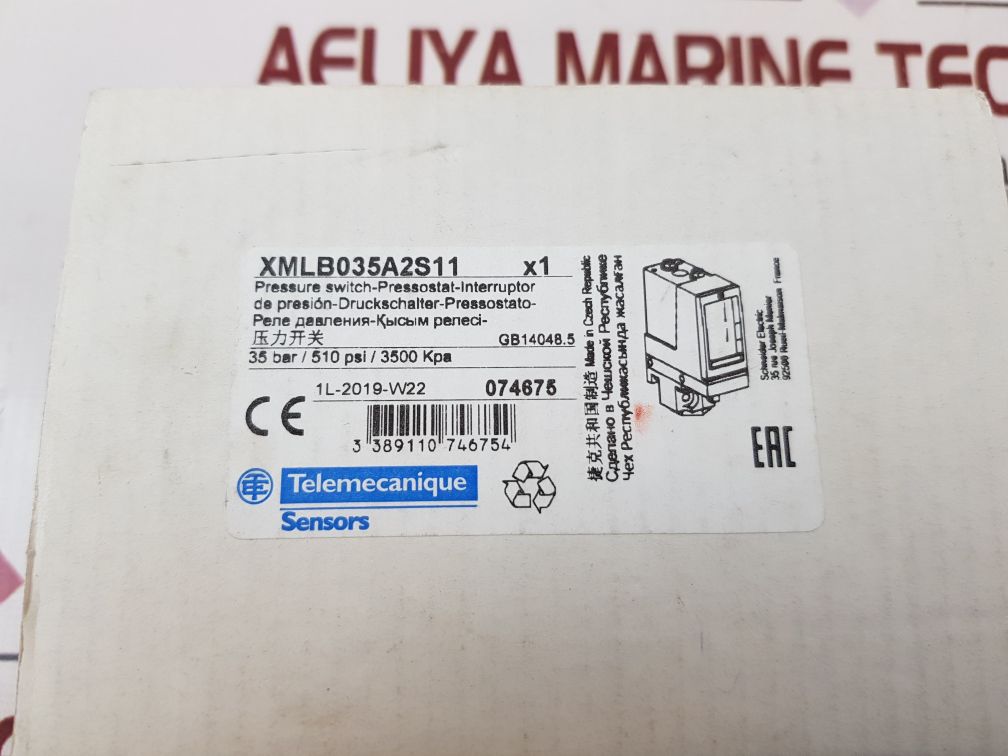 AELIYA MARINE TEC
XMLB035A2S11 x1
Pressure switch-Pressostat-Interruptor
de presión-Druckschalter-Pressostato-
Реле давления-Қысым релесі-
压力开关 GB14048.5
35 bar / 510 psi / 3500 Kpa
1L-2019-W22 074675
CE
3 389110 746754
Telemecanique
Sensors
捷克共和国制造 Made in Czech Republic
Сделано в Чешской Республике
Чех Республикасында жасалған
Schneider Electric
35 rue Joseph Monier
92500 Rueil Malmaison France
EAC